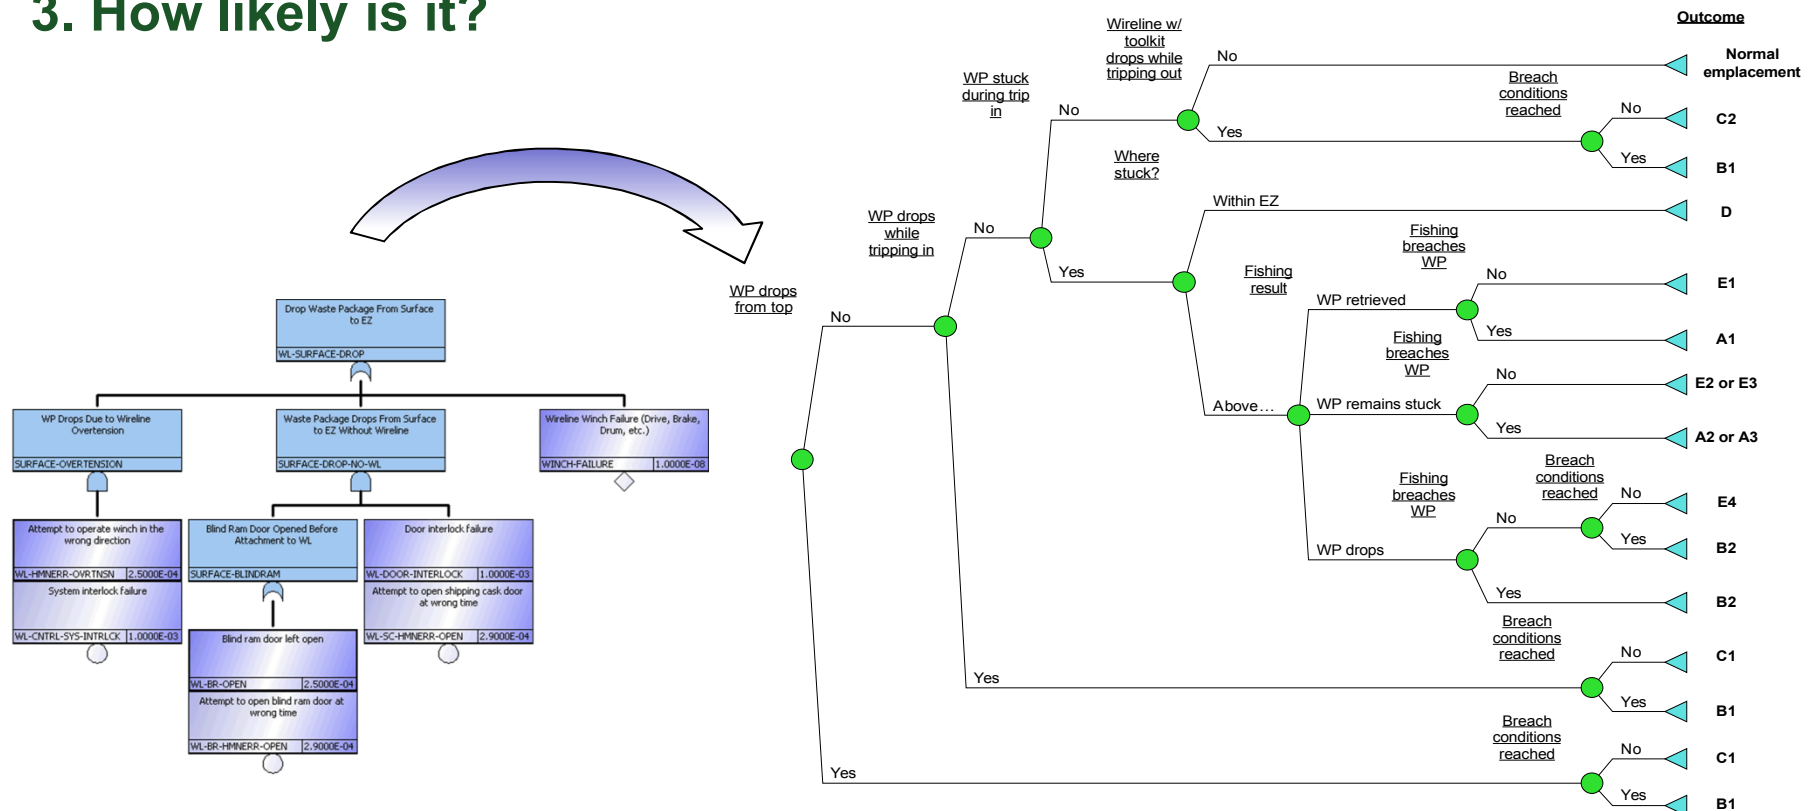 3. How likely is it?
Drop Waste Package From Surface
to EZ
WL-SURFACE-DROP
WP Drops Due to Wireline
Overtension
SURFACE-OVERTENSION
Waste Package Drops From Surface
to EZ Without Wireline
SURFACE-DROP-NO-WL
Wireline Winch Failure (Drive, Brake,
Drum, etc.)
WINCH-FAILURE 1.0000E-08
Attempt to operate winch in the
wrong direction
WL-HMNERR-OVRTNSN 2.5000E-04
System interlock failure
WL-CNTRL-SYS-INTRLCK 1.0000E-03
Blind Ram Door Opened Before
Attachment to WL
SURFACE-BLINDRAM
Door interlock failure
WL-DOOR-INTERLOCK 1.0000E-03
Attempt to open shipping cask door
at wrong time
WL-SC-HMNERR-OPEN 2.9000E-04
Blind ram door left open
WL-BR-OPEN 2.5000E-04
Attempt to open blind ram door at
wrong time
WL-BR-HMNERR-OPEN 2.9000E-04
WP drops
from top
No
Yes
WP drops
while
tripping in
No
Yes
WP stuck
during trip
in
No
Yes
Wireline w/
toolkit
drops while
tripping out
No
Yes
Where
stuck?
Within EZ
Above…
Fishing
result
WP retrieved
WP remains stuck
WP drops
Outcome
Normal
emplacement
Breach
conditions
reached
No
C2
Yes
B1
D
Fishing
breaches
WP
No
E1
Yes
A1
Fishing
breaches
WP
No
E2 or E3
Yes
A2 or A3
Fishing
breaches
WP
No
Yes
Breach
conditions
reached
No
E4
Yes
B2
B2
Breach
conditions
reached
No
C1
Yes
B1
Breach
conditions
reached
No
C1
Yes
B1